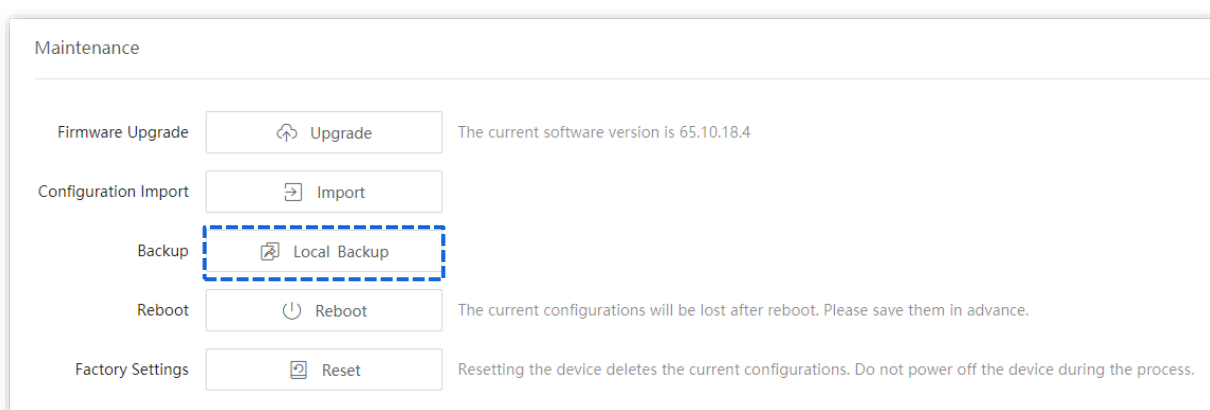 Maintenance
Firmware Upgrade Upgrade The current software version is 65.10.18.4
Configuration Import Import
Backup Local Backup
Reboot Reboot The current configurations will be lost after reboot. Please save them in advance.
Factory Settings Reset Resetting the device deletes the current configurations. Do not power off the device during the process.